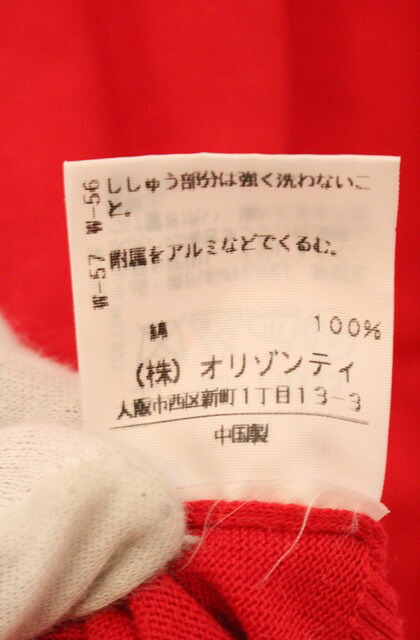 W-56
ししゅう部分は強く洗わないこ
と。
W-57
附属をアルミなどでくるむ。
綿 100%
(株) オリゾンティ
大阪市西区新町1丁目13-3
中国製